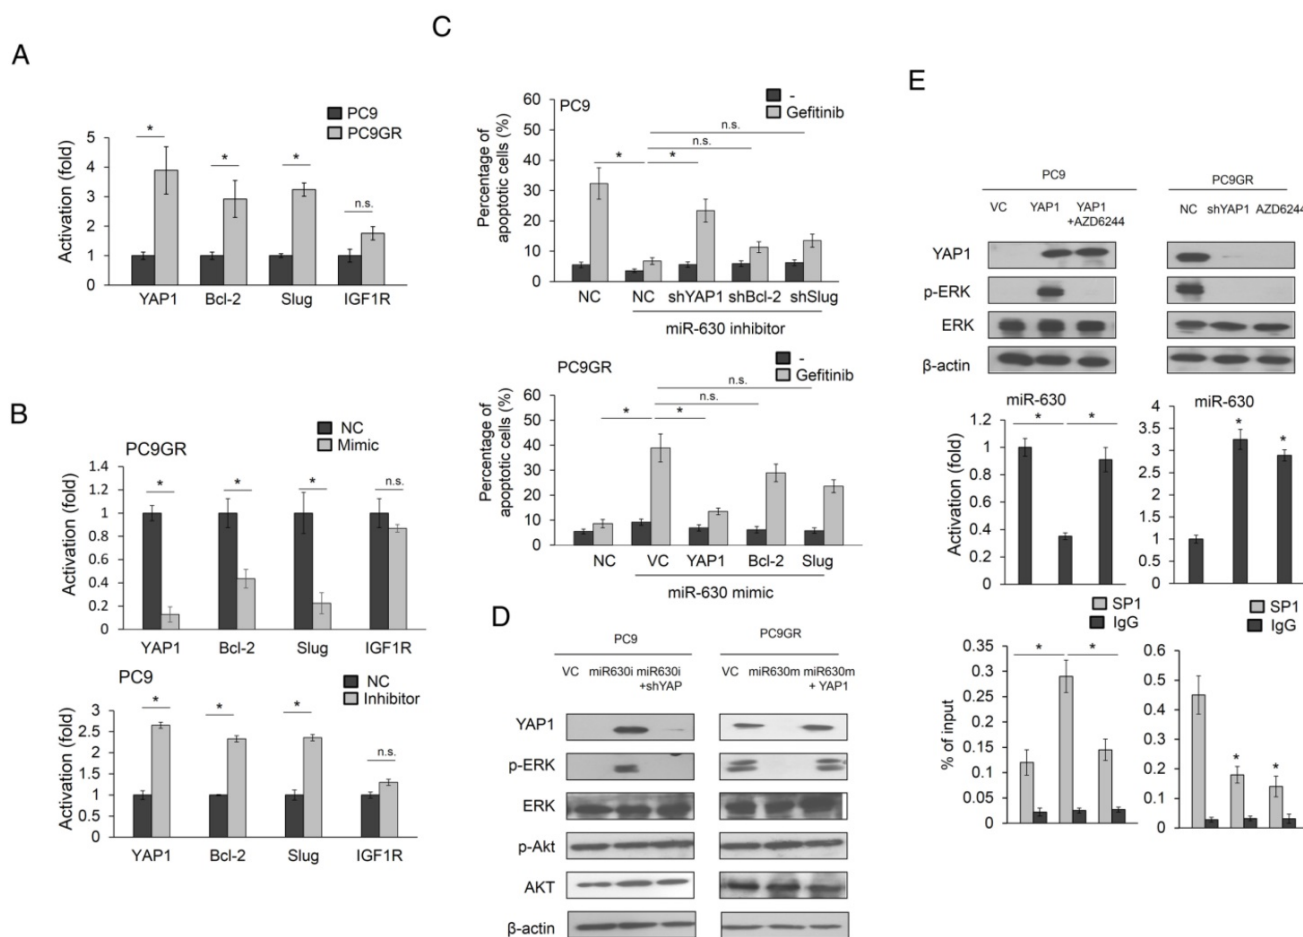 A
PC9
PC9GR
Activation (fold)
5
4
3
2
1
0
*
*
*
n.s.
YAP1 Bcl-2 Slug IGF1R
B
PC9GR
NC
Mimic
Activation (fold)
1.4
1.2
1
0.8
0.6
0.4
0.2
0
*
*
*
n.s.
YAP1 Bcl-2 Slug IGF1R
PC9
NC
Inhibitor
Activation (fold)
3
2.5
2
1.5
1
0.5
0
*
*
*
n.s.
YAP1 Bcl-2 Slug IGF1R
C
PC9
-
Gefitinib
Percentage of
apoptotic cells (%)
60
50
40
30
20
10
0
n.s.
n.s.
* *
NC NC shYAP1 shBcl-2 shSlug
miR-630 inhibitor
PC9GR
-
Gefitinib
Percentage of
apoptotic cells (%)
60
50
40
30
20
10
0
n.s.
n.s.
* *
NC VC YAP1 Bcl-2 Slug
miR-630 mimic
D
PC9 PC9GR
VC miR630i miR630i VC miR630m miR630m
+shYAP + YAP1
YAP1
p-ERK
ERK
p-Akt
AKT
β-actin
E
PC9 PC9GR
VC YAP1 YAP1 NC shYAP1 AZD6244
+AZD6244
YAP1
p-ERK
ERK
β-actin
miR-630
Activation (fold)
1.2
1
0.8
0.6
0.4
0.2
0
* *
miR-630
4
3.5
3
2.5
2
1.5
1
0.5
0
* *
SP1
IgG
% of input
0.35
0.3
0.25
0.2
0.15
0.1
0.05
0
* *
SP1
IgG
0.6
0.5
0.4
0.3
0.2
0.1
0
* *